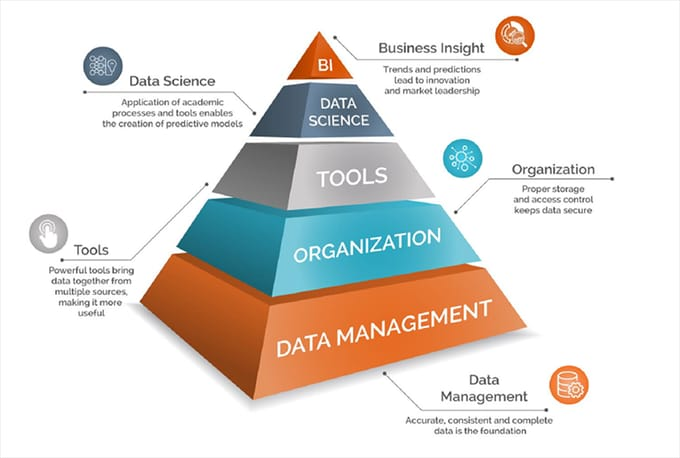 Business Insight
Trends and predictions
lead to innovation
and market leadership
BI
Data Science
Application of academic
processes and tools enables
the creation of predictive models
DATA
SCIENCE
TOOLS
Organization
Proper storage
and access control
keeps data secure
ORGANIZATION
Tools
Powerful tools bring
data together from
multiple sources,
making it more
useful
DATA MANAGEMENT
Data
Management
Accurate, consistent and complete
data is the foundation